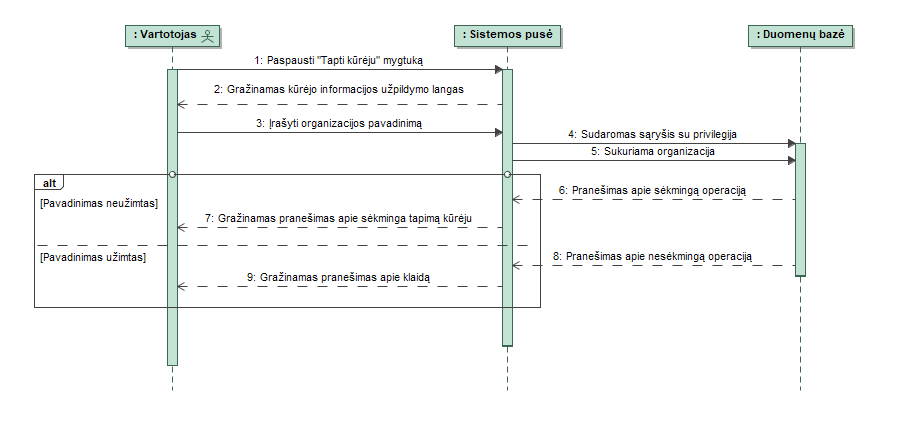 : Vartotojas
: Sistemos pusė
: Duomenų bazė
1: Paspausti "Tapti kūrėju" mygtuką
2: Gražinamas kūrėjo informacijos užpildymo langas
3: Įrašyti organizacijos pavadinimą
4: Sudaromas sąryšis su privilegija
5: Sukuriama organizacija
alt
6: Pranešimas apie sėkmingą operaciją
[Pavadinimas neužimtas]
7: Gražinamas pranešimas apie sėkminga tapimą kūrėju
[Pavadinimas užimtas]
8: Pranešimas apie nesėkmingą operaciją
9: Gražinamas pranešimas apie klaidą